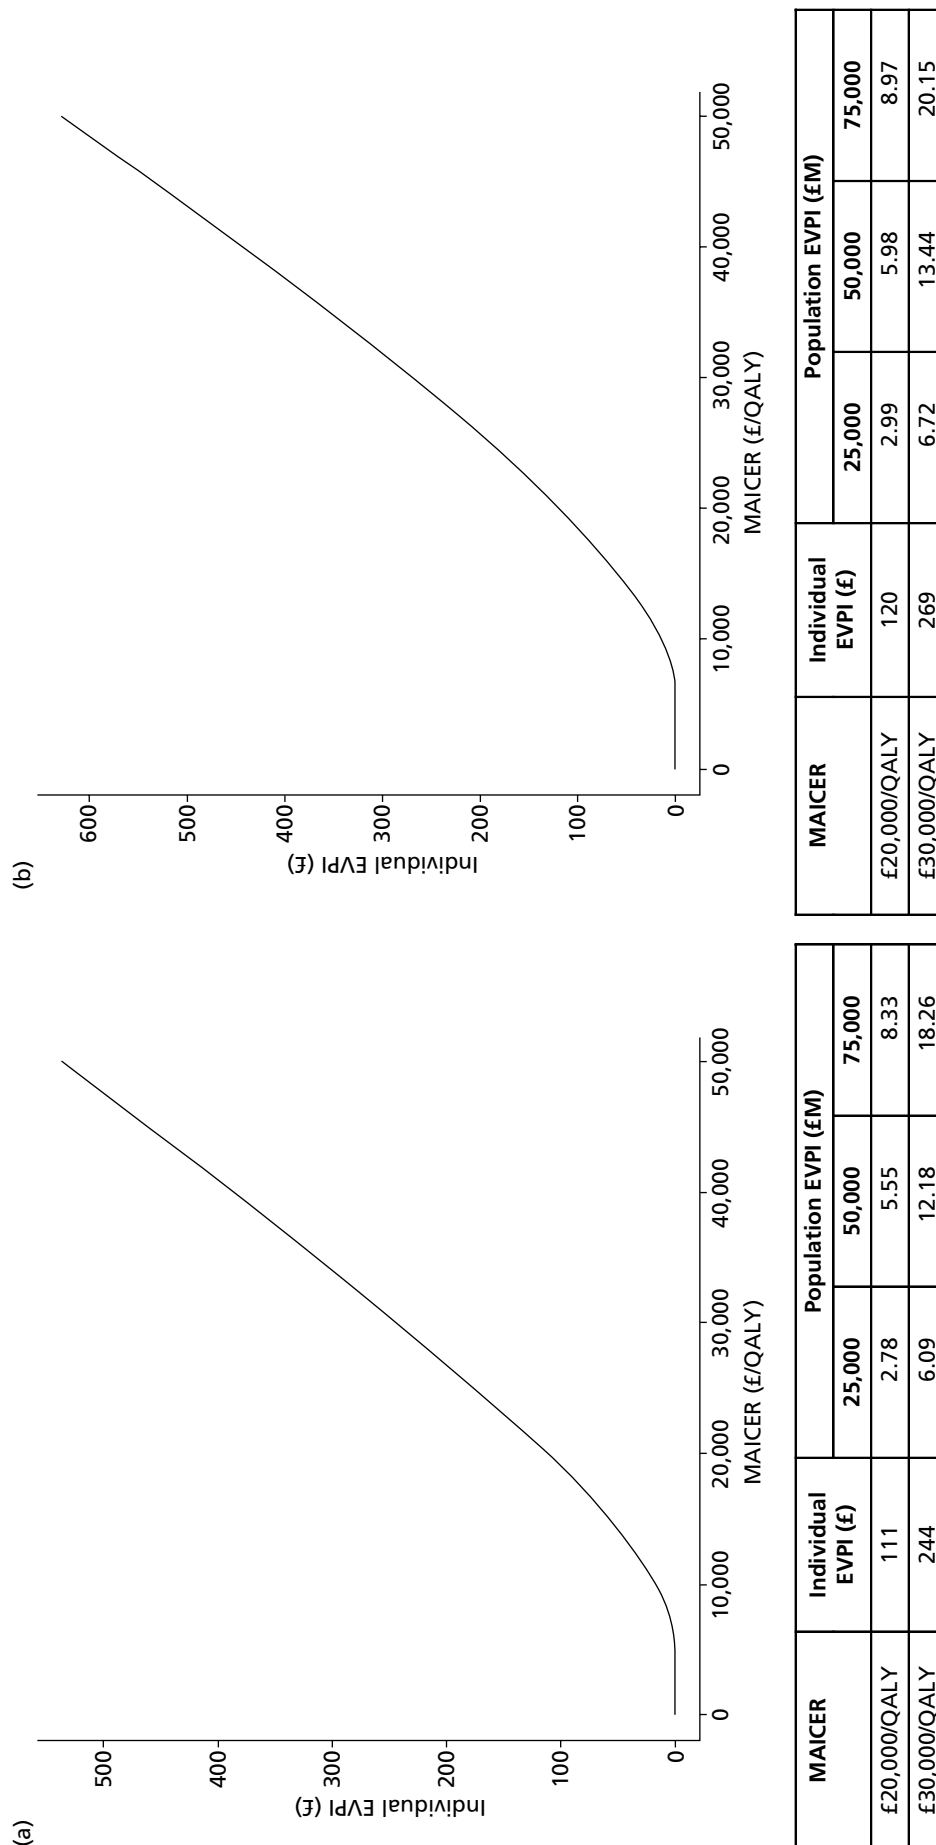 (a)
500
400
300
200
100
0
Individual EVPI (£)
0 10,000 20,000 30,000 40,000 50,000
MAICER (£/QALY)
MAICER Individual EVPI (£) Population EVPI (£M)
25,000 50,000 75,000
£20,000/QALY 111 2.78 5.55 8.33
£30,000/QALY 244 6.09 12.18 18.26
(b)
600
500
400
300
200
100
0
Individual EVPI (£)
0 10,000 20,000 30,000 40,000 50,000
MAICER (£/QALY)
MAICER Individual EVPI (£) Population EVPI (£M)
25,000 50,000 75,000
£20,000/QALY 120 2.99 5.98 8.97
£30,000/QALY 269 6.72 13.44 20.15